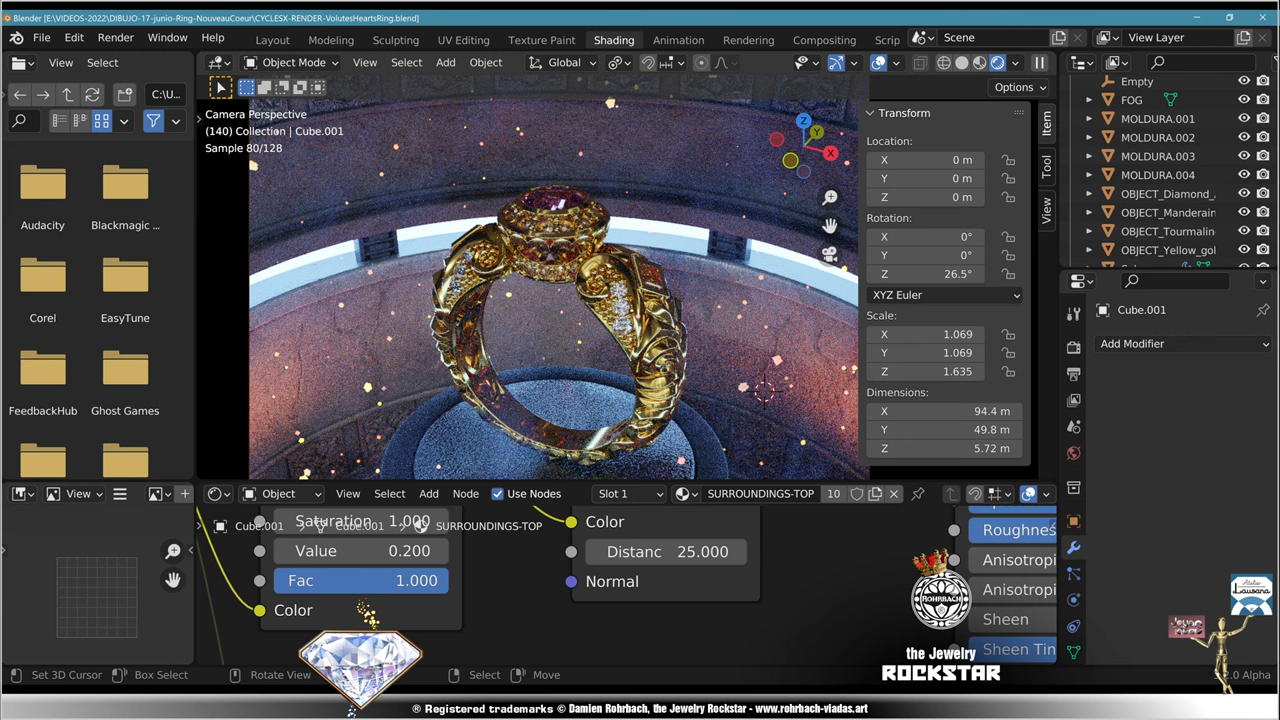 Blender [E:\VIDEOS-2022\DIBUJO-17-junio-Ring-NouveauCoeur\CYCLESX-RENDER-VolutesHeartsRing.blend]
File Edit Render Window Help
Layout Modeling Sculpting UV Editing Texture Paint Shading Animation Rendering Compositing Scrip
Scene
View Layer
View Select
Object Mode View Select Add Object Global
C:\U...
Options
Camera Perspective
(140) Collection | Cube.001
Sample 80/128
Z
Y
X
Audacity
Blackmagic ...
Corel
EasyTune
FeedbackHub
Ghost Games
Transform
Location:
X 0 m
Y 0 m
Z 0 m
Rotation:
X 0°
Y 0°
Z 26.5°
XYZ Euler
Scale:
X 1.069
Y 1.069
Z 1.635
Dimensions:
X 94.4 m
Y 49.8 m
Z 5.72 m
Item
Tool
View
Empty
FOG
MOLDURA.001
MOLDURA.002
MOLDURA.003
MOLDURA.004
OBJECT_Diamond_
OBJECT_Manderain
OBJECT_Tourmalin
OBJECT_Yellow_gol
Cube.001
Add Modifier
View
Object View Select Add Node Use Nodes Slot 1 SURROUNDINGS-TOP 10
Cube.001 Cube.001 SURROUNDINGS-TOP
Saturation 1.000
Value 0.200
Fac 1.000
Color
Color
Distanc 25.000
Normal
Roughnes
Anisotropi
Anisotropi
Sheen
Sheen Tin
ROHRBACH
the Jewelry
ROCKSTAR
Atelier
Lausana
Set 3D Cursor Box Select Rotate View Select Move
.0 Alpha
® Registered trademarks © Damien Rohrbach, the Jewelry Rockstar - www.rohrbach-viadas.art